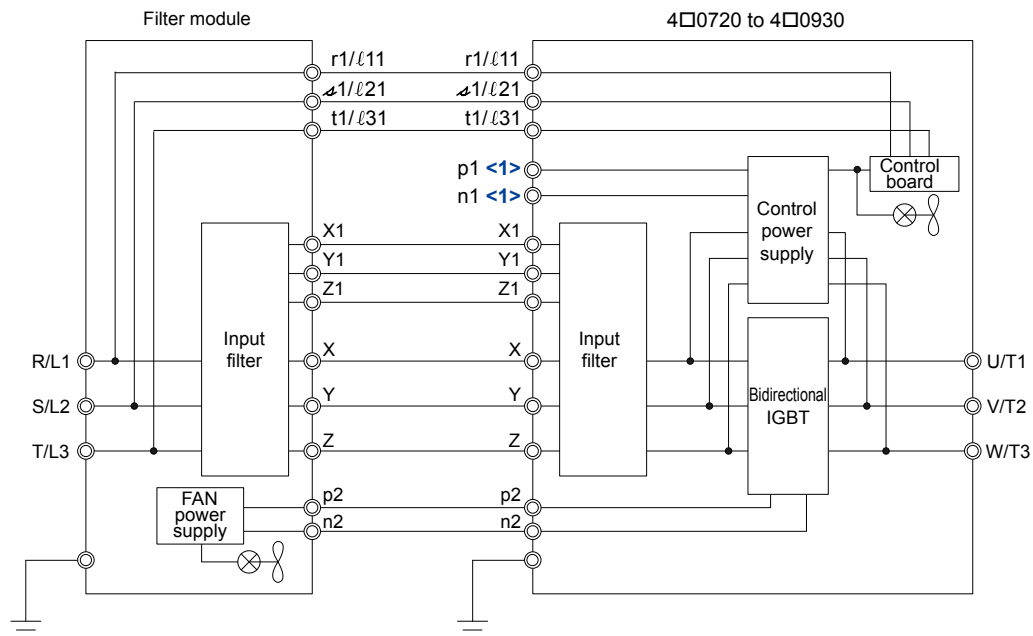 Filter module
4□0720 to 4□0930
r1/ℓ11
r1/ℓ11
𝓈1/ℓ21
𝓈1/ℓ21
t1/ℓ31
t1/ℓ31
p1 <1>
n1 <1>
Control
board
Control
power
supply
X1
X1
Y1
Y1
Z1
Z1
Input
filter
Input
filter
R/L1
X
X
U/T1
S/L2
Y
Y
Bidirectional
IGBT
V/T2
T/L3
Z
Z
W/T3
FAN
power
supply
p2
p2
n2
n2